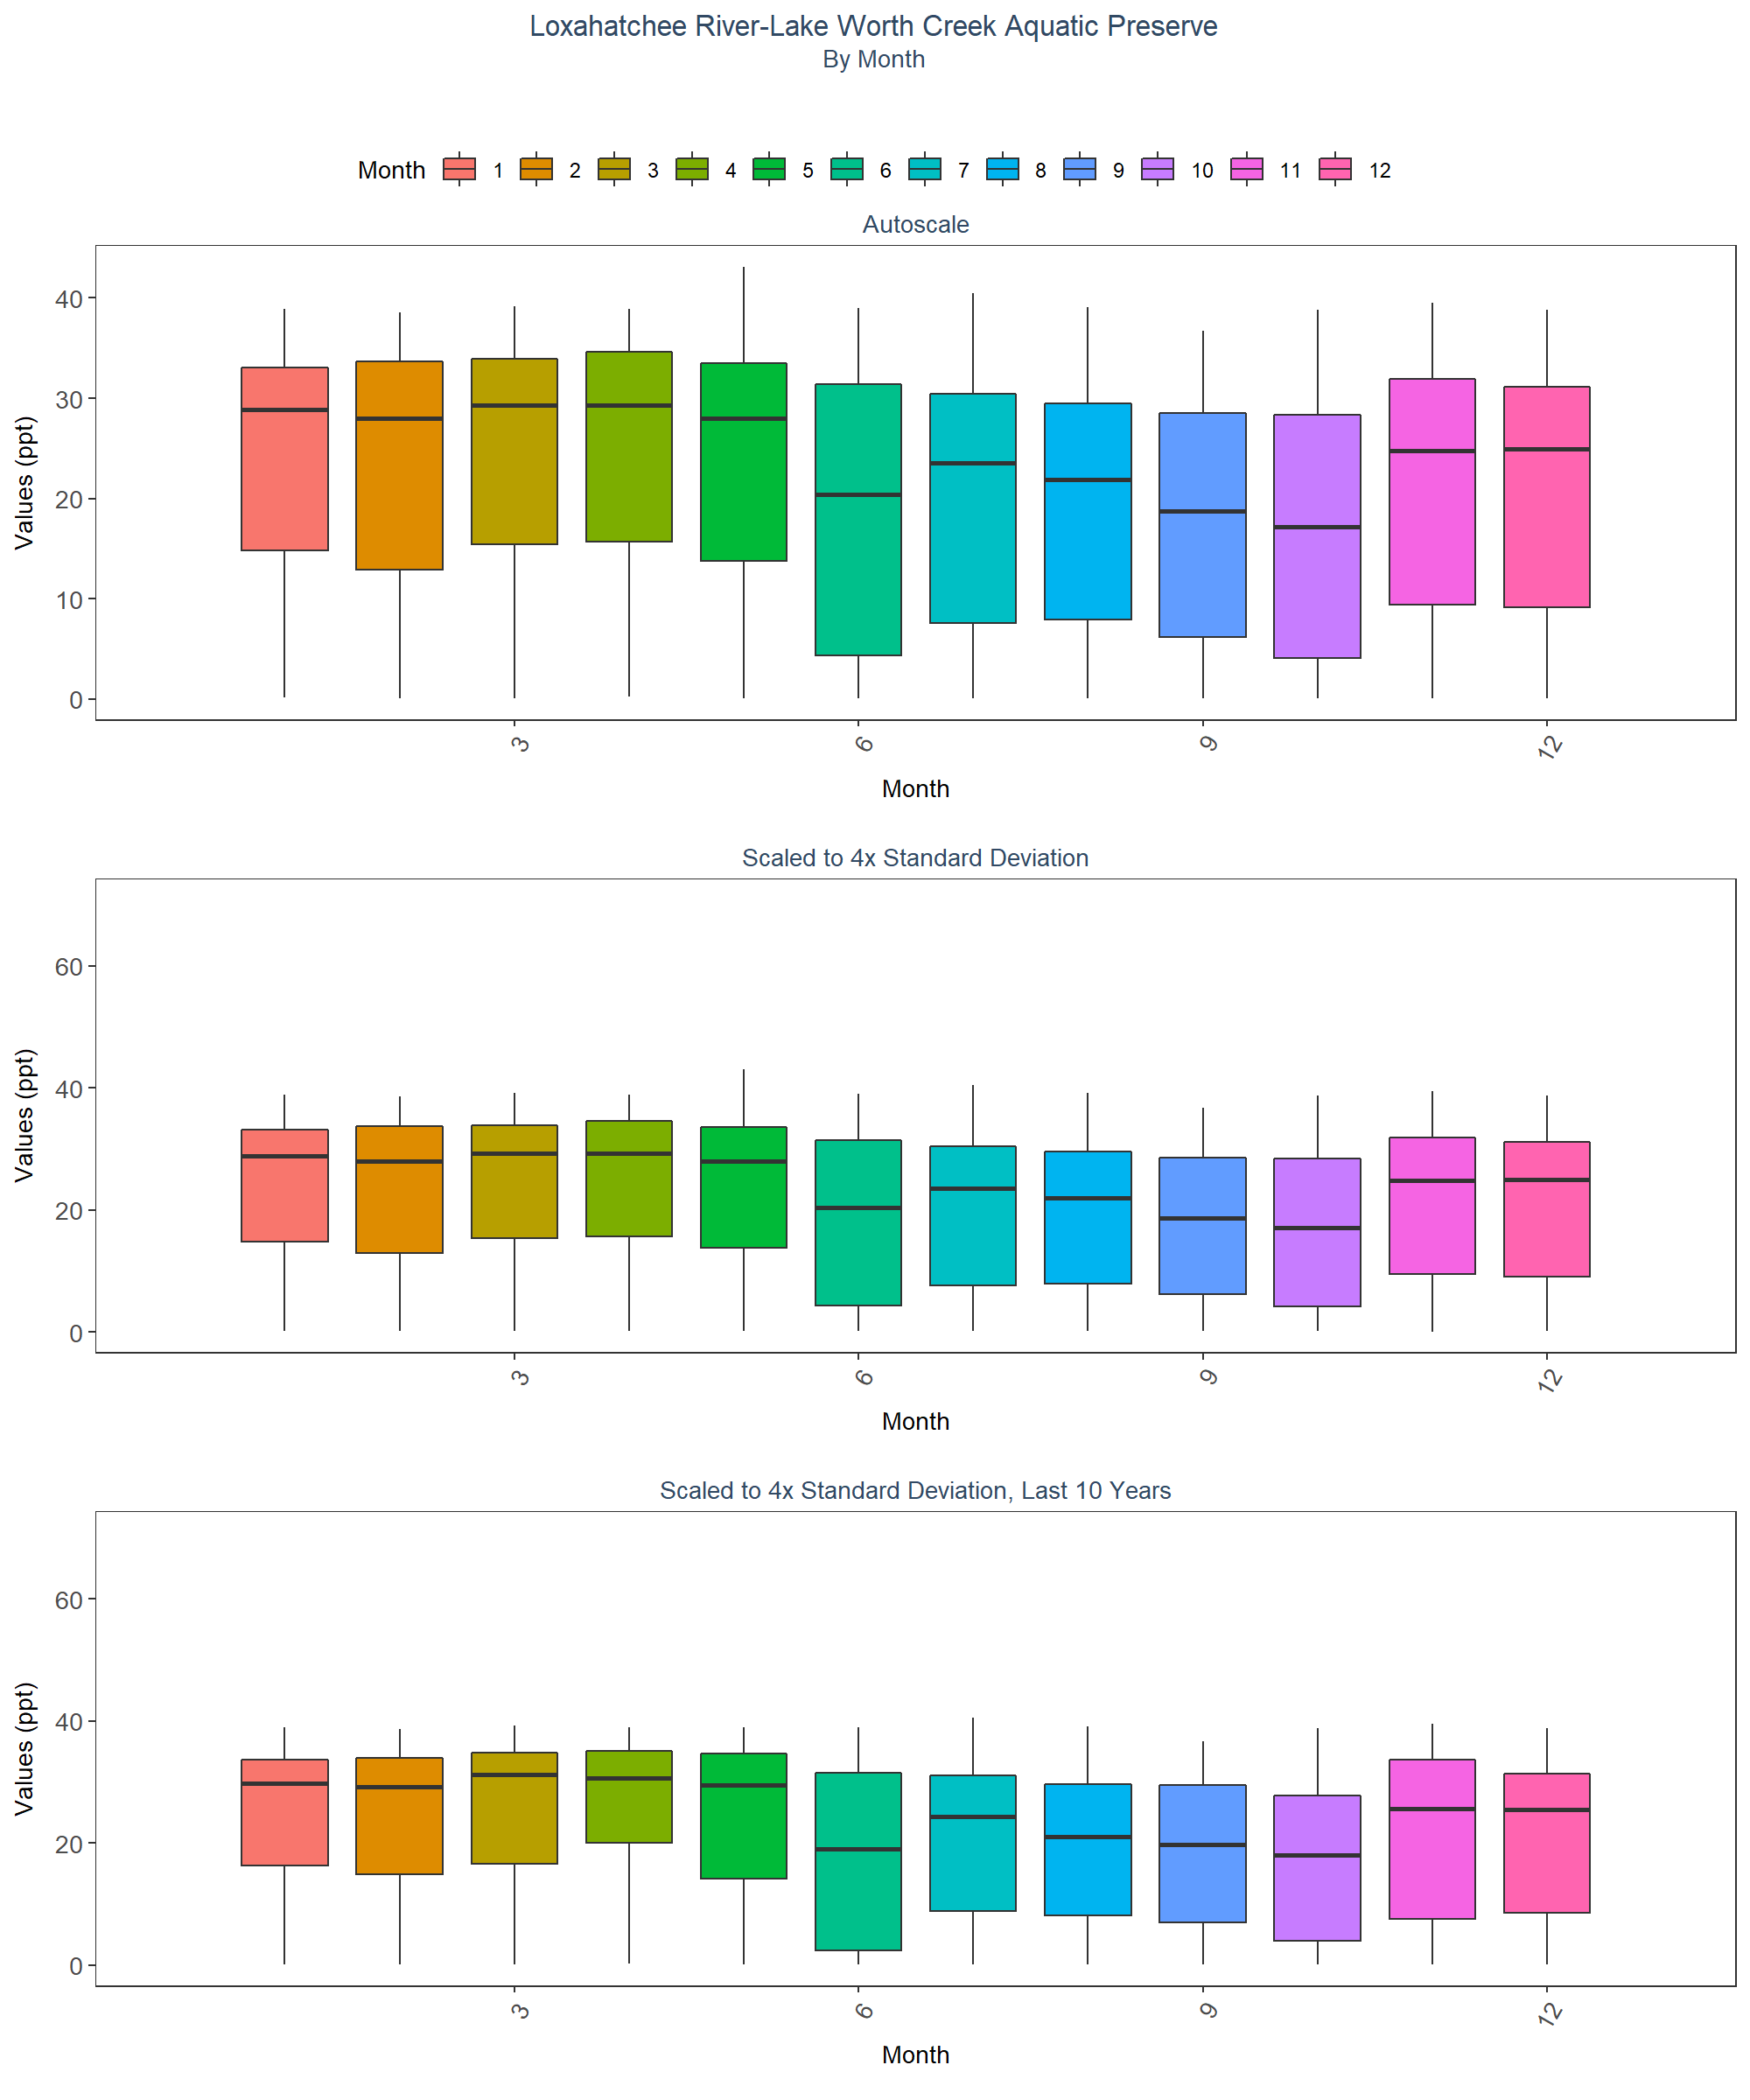 Loxahatchee River-Lake Worth Creek Aquatic Preserve
By Month
Month 1 2 3 4 5 6 7 8 9 10 11 12
Autoscale
Values (ppt)
40
30
20
10
0
3 6 9 12
Month
Scaled to 4x Standard Deviation
Values (ppt)
60
40
20
0
3 6 9 12
Month
Scaled to 4x Standard Deviation, Last 10 Years
Values (ppt)
60
40
20
0
3 6 9 12
Month